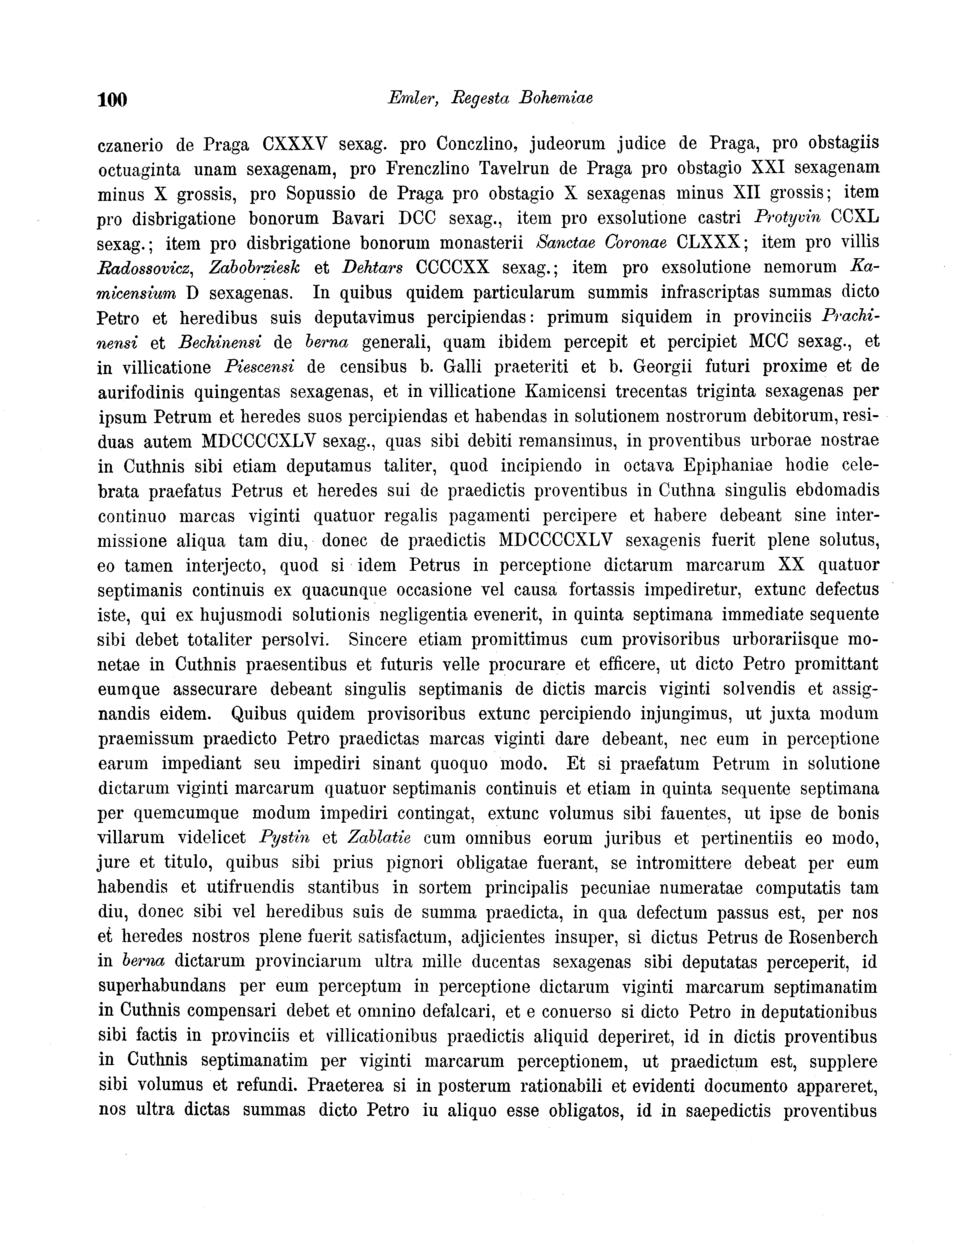 100
Emler, Regesta Bohemiae
czanerio de Praga CXXXV sexag. pro Conczlino, judeorum judice de Praga, pro obstagiis
octuaginta unam sexagenam, pro Frenczlino Tavelrun de Praga pro obstagio XXI sexagenam
minus X grossis, pro Sopussio de Praga pro obstagio X sexagenas minus XII grossis; item
pro disbrigatione bonorum Bavari DCC sexag., item pro exsolutione castri Protyvin CCXL
sexag.; item pro disbrigatione bonorum monasterii Sanctae Coronae CLXXX; item pro villis
Radossovicz, Zabobrziesk et Dehtars CCCCXX sexag.; item pro exsolutione nemorum Ka-
micensium D sexagenas. In quibus quidem particularum summis infrascriptas summas dicto
Petro et heredibus suis deputavimus percipiendas: primum siquidem in provinciis Prachi-
nensi et Bechinensi de berna generali, quam ibidem percepit et percipiet MCC sexag., et
in villicatione Piescensi de censibus b. Galli praeteriti et b. Georgii futuri proxime et de
aurifodinis quingentas sexagenas, et in villicatione Kamicensi trecentas triginta sexagenas per
ipsum Petrum et heredes suos percipiendas et habendas in solutionem nostrorum debitorum, resi-
duas autem MDCCCCXLV sexag., quas sibi debiti remansimus, in proventibus urborae nostrae
in Cuthnis sibi etiam deputamus taliter, quod incipiendo in octava Epiphaniae hodie cele-
brata praefatus Petrus et heredes sui de praedictis proventibus in Cuthna singulis ebdomadis
continuo marcas viginti quatuor regalis pagamenti percipere et habere debeant sine inter-
missione aliqua tam diu, donec de praedictis MDCCCCXLV sexagenis fuerit plene solutus,
eo tamen interjecto, quod si idem Petrus in perceptione dictarum marcarum XX quatuor
septimanis continuis ex quacunque occasione vel causa fortassis impediretur, extunc defectus
iste, qui ex hujusmodi solutionis negligentia evenerit, in quinta septimana immediate sequente
sibi debet totaliter persolvi. Sincere etiam promittimus cum provisoribus urborariisque mo-
netae in Cuthnis praesentibus et futuris velle procurare et efficere, ut dicto Petro promittant
eumque assecurare debeant singulis septimanis de dictis marcis viginti solvendis et assig-
nandis eidem. Quibus quidem provisoribus extunc percipiendo injungimus, ut juxta modum
praemissum praedicto Petro praedictas marcas viginti dare debeant, nec eum in perceptione
earum impediant seu impediri sinant quoquo modo. Et si praefatum Petrum in solutione
dictarum viginti marcarum quatuor septimanis continuis et etiam in quinta sequente septimana
per quemcumque modum impediri contingat, extunc volumus sibi fauentes, ut ipse de bonis
villarum videlicet Pystin et Zablatie cum omnibus eorum juribus et pertinentiis eo modo,
jure et titulo, quibus sibi prius pignori obligatae fuerant, se intromittere debeat per eum
habendis et utifruendis stantibus in sortem principalis pecuniae numeratae computatis tam
diu, donec sibi vel heredibus suis de summa praedicta, in qua defectum passus est, per nos
et heredes nostros plene fuerit satisfactum, adjicientes insuper, si dictus Petrus de Rosenberch
in berna dictarum provinciarum ultra mille ducentas sexagenas sibi deputatas perceperit, id
superhabundans per eum perceptum in perceptione dictarum viginti marcarum septimanatim
in Cuthnis compensari debet et omnino defalcari, et e conuerso si dicto Petro in deputationibus
sibi factis in provinciis et villicationibus praedictis aliquid deperiret, id in dictis proventibus
in Cuthnis septimanatim per viginti marcarum perceptionem, ut praedictum est, supplere
sibi volumus et refundi. Praeterea si in posterum rationabili et evidenti documento appareret,
nos ultra dictas summas dicto Petro iu aliquo esse obligatos, id in saepedictis proventibus